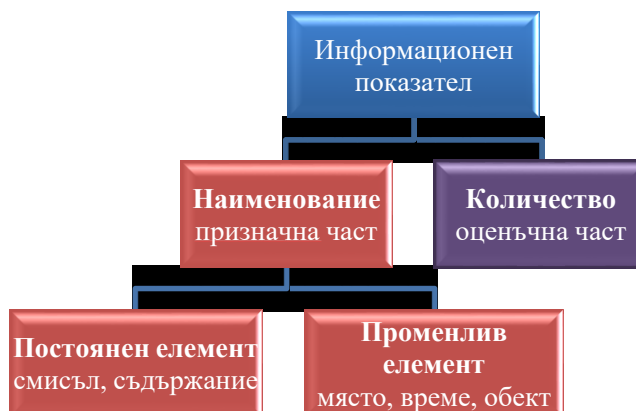 Информационен
показател
Наименование
призначна част
Количество
оценъчна част
Постоянен елемент
смисъл, съдържание
Променлив
елемент
място, време, обект